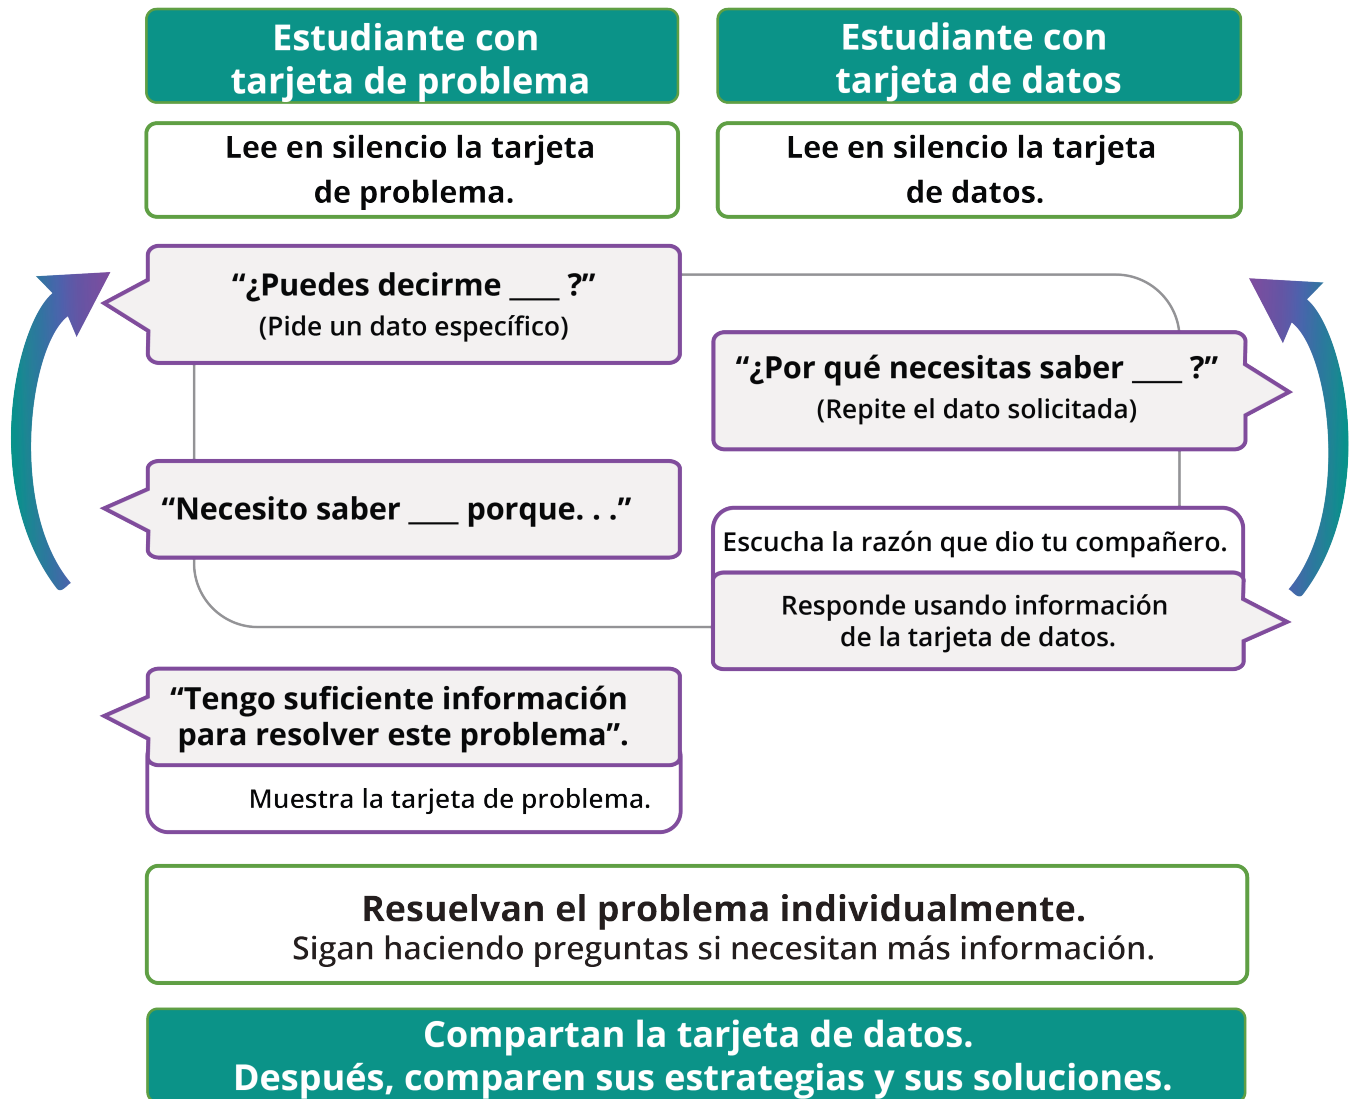 Estudiante con
tarjeta de problema
Estudiante con
tarjeta de datos
Lee en silencio la tarjeta
de problema.
Lee en silencio la tarjeta
de datos.
“¿Puedes decirme ____ ?”
(Pide un dato específico)
“¿Por qué necesitas saber ____ ?”
(Repite el dato solicitada)
“Necesito saber ____ porque. . .”
Escucha la razón que dio tu compañero.
Responde usando información
de la tarjeta de datos.
“Tengo suficiente información
para resolver este problema”.
Muestra la tarjeta de problema.
Resuelvan el problema individualmente.
Sigan haciendo preguntas si necesitan más información.
Compartan la tarjeta de datos.
Después, comparen sus estrategias y sus soluciones.